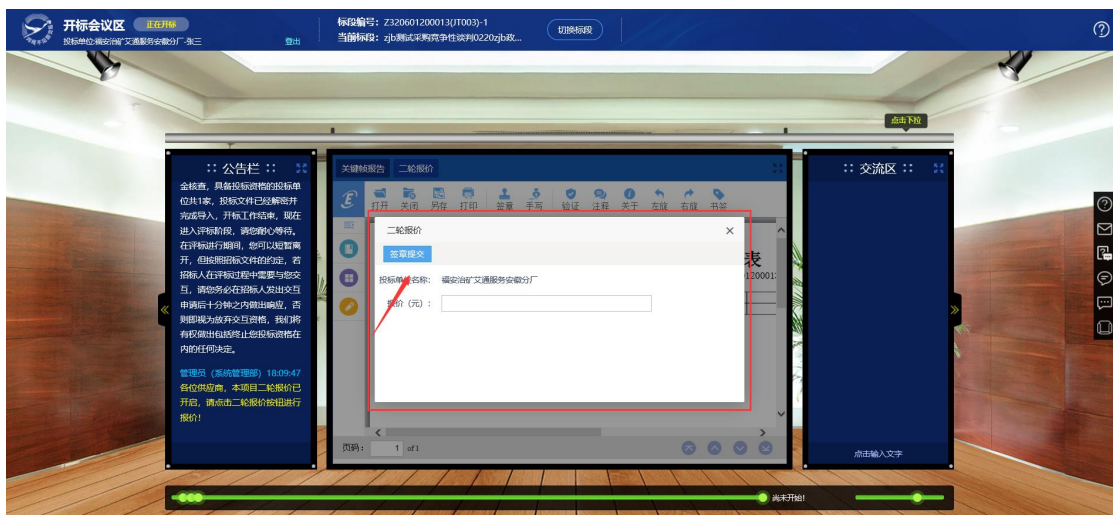 开标会议区 正在开标
投标单位:福安治矿艾通服务安徽分厂-张三 登出
标段编号：Z320601200013(JT003)-1
当前标段：zjb测试采购竞争性谈判0220zjb政...
切换标段
点击下拉
:: 公告栏 ::
金核查，具备投标资格的投标单
位共1家，投标文件已经解密并
完成导入，开标工作结束，现在
进入评标阶段，请您耐心等待。
在评标进行期间，您可以短暂离
开，但按照招标文件的约定，若
招标人在评标过程中需要与您交
互，请您务必在招标人发出交互
申请后十分钟之内做出响应，否
则即视为放弃交互资格，我们将
有权做出包括终止您投标资格在
内的任何决定。
管理员（系统管理部）18:09:47
各位供应商，本项目二轮报价已
开启，请点击二轮报价按钮进行
报价！
关键帧报告 二轮报价
打开 关闭 另存 打印 签章 手写 验证 注释 关于 左旋 右旋 书签
表
1200013
二轮报价 ×
签章提交
投标单位名称： 福安治矿艾通服务安徽分厂
报价（元）：
页码： 1 of1
:: 交流区 ::
点击输入文字
尚未开始!